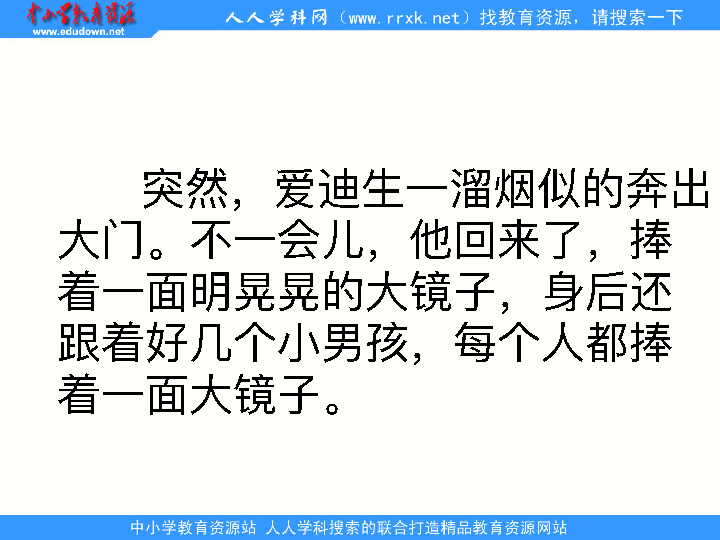 中小学教育资源
www.edudown.net
人人学科网（www.rrxk.net）找教育资源，请搜索一下
突然，爱迪生一溜烟似的奔出
大门。不一会儿，他回来了，捧
着一面明晃晃的大镜子，身后还
跟着好几个小男孩，每个人都捧
着一面大镜子。
中小学教育资源站 人人学科搜索的联合打造精品教育资源网站